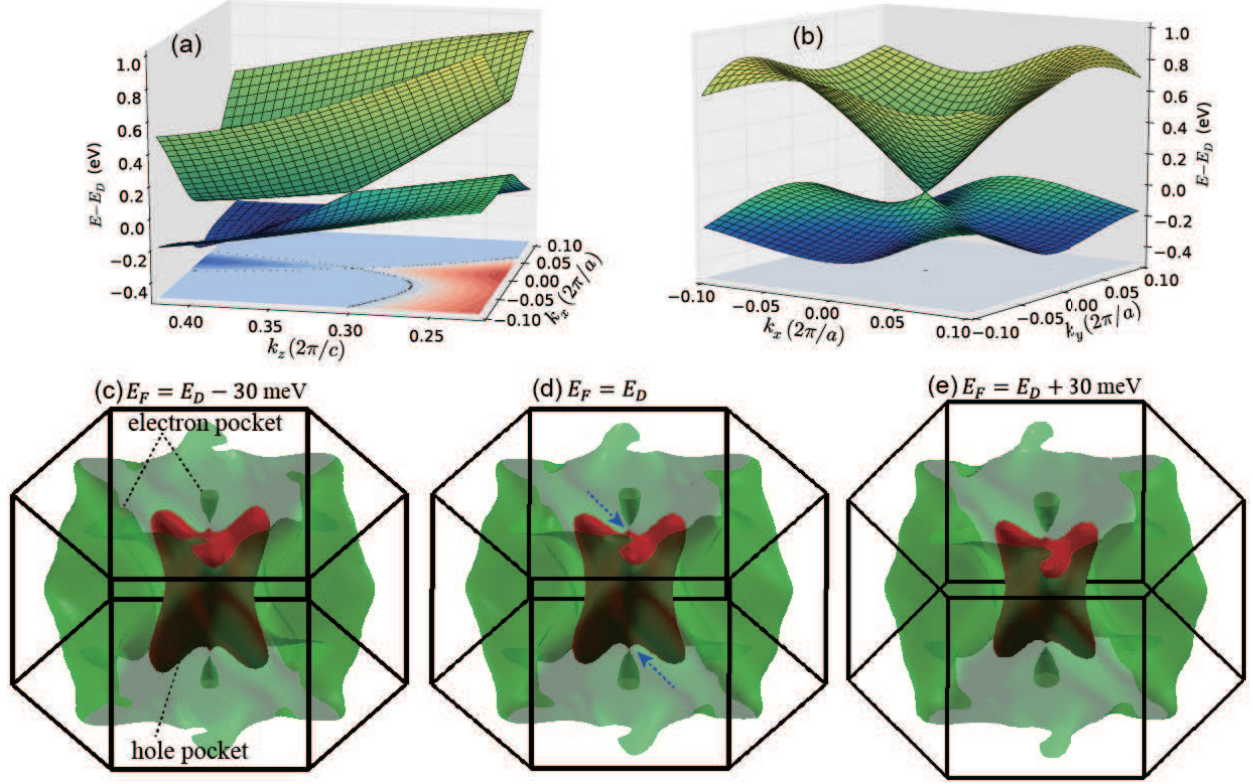 (a)
1.0
0.8
0.6
0.4
0.2
0.0
−0.2
−0.4
E−E_D (eV)
0.40
0.35
0.30
0.25
k_z(2π/c)
0.10
0.05
0.00
−0.05
−0.10
k_x(2π/a)
(b)
1.0
0.8
0.6
0.4
0.2
0.0
−0.2
−0.4
E−E_D (eV)
−0.10
−0.05
0.00
0.05
0.10
k_x(2π/a)
0.10
0.05
0.00
−0.05
−0.10
k_y(2π/a)
(c) E_F = E_D − 30 meV
electron pocket
hole pocket
(d) E_F = E_D
(e) E_F = E_D + 30 meV